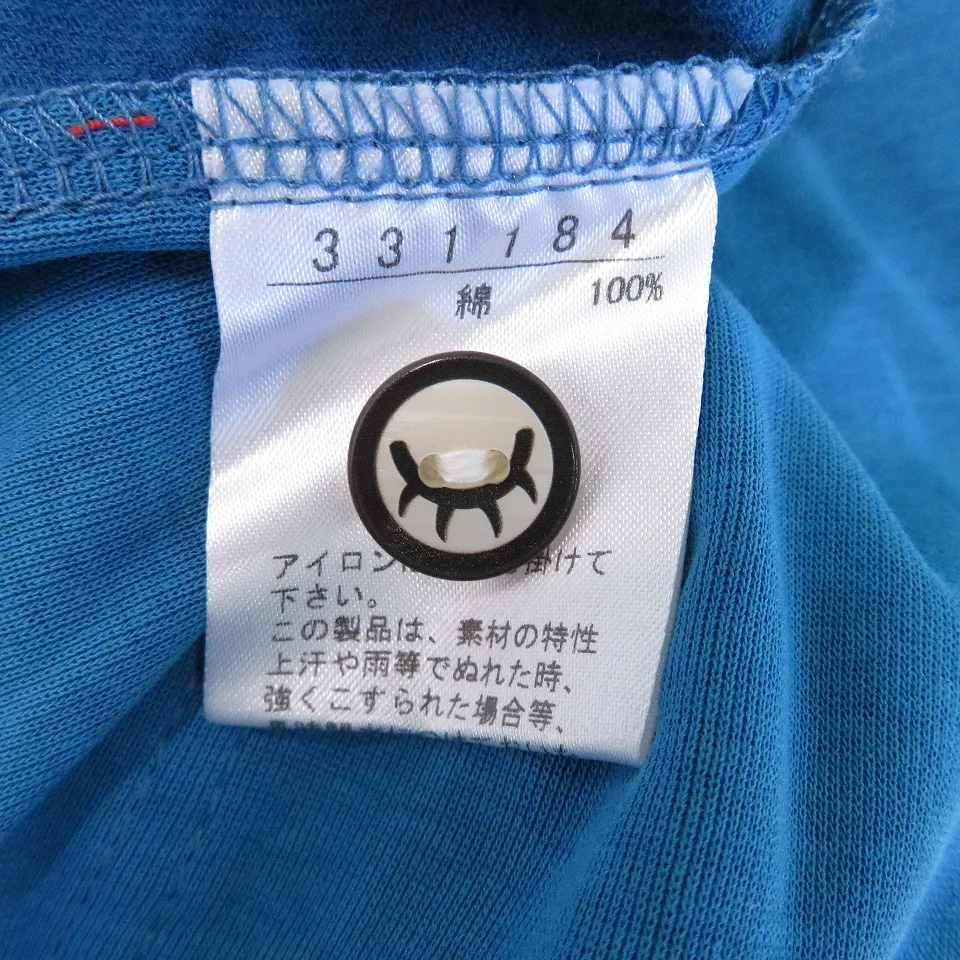 331184
綿 100%
アイロン 掛けて
下さい。
この製品は、素材の特性
上汗や雨等でぬれた時、
強くこすられた場合等、